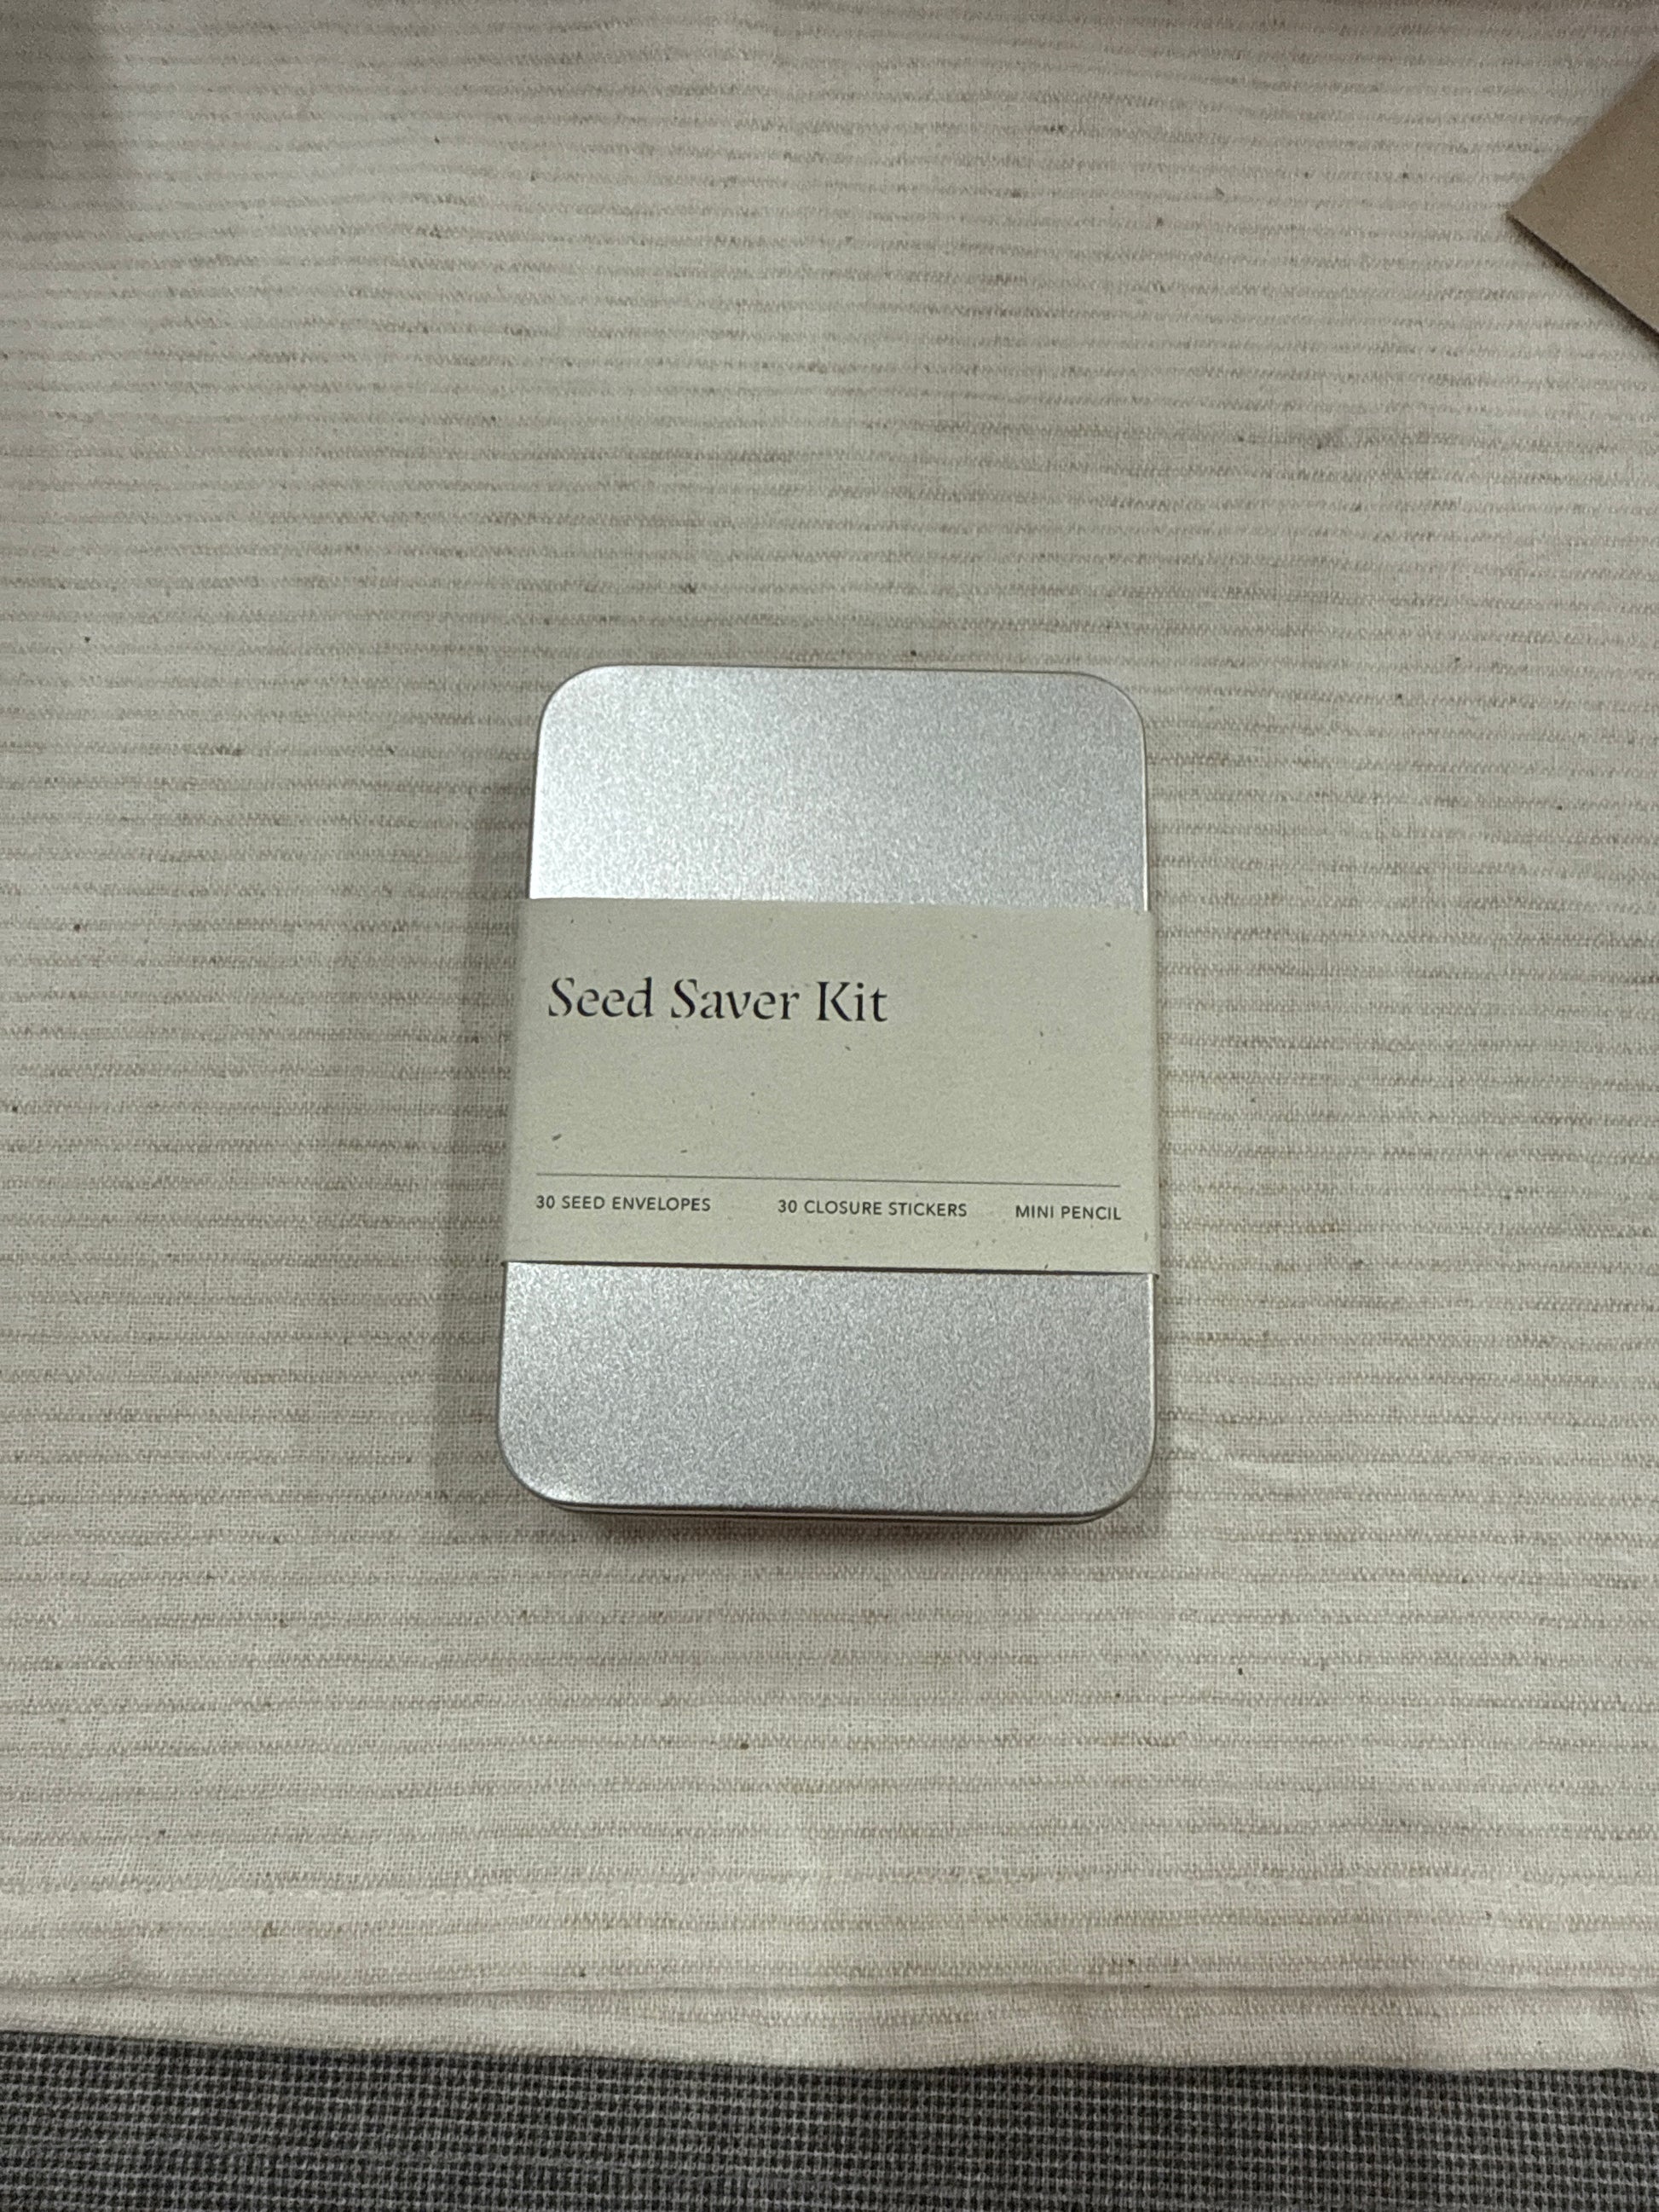 Seed Saver Kit
30 SEED ENVELOPES 30 CLOSURE STICKERS MINI PENCIL